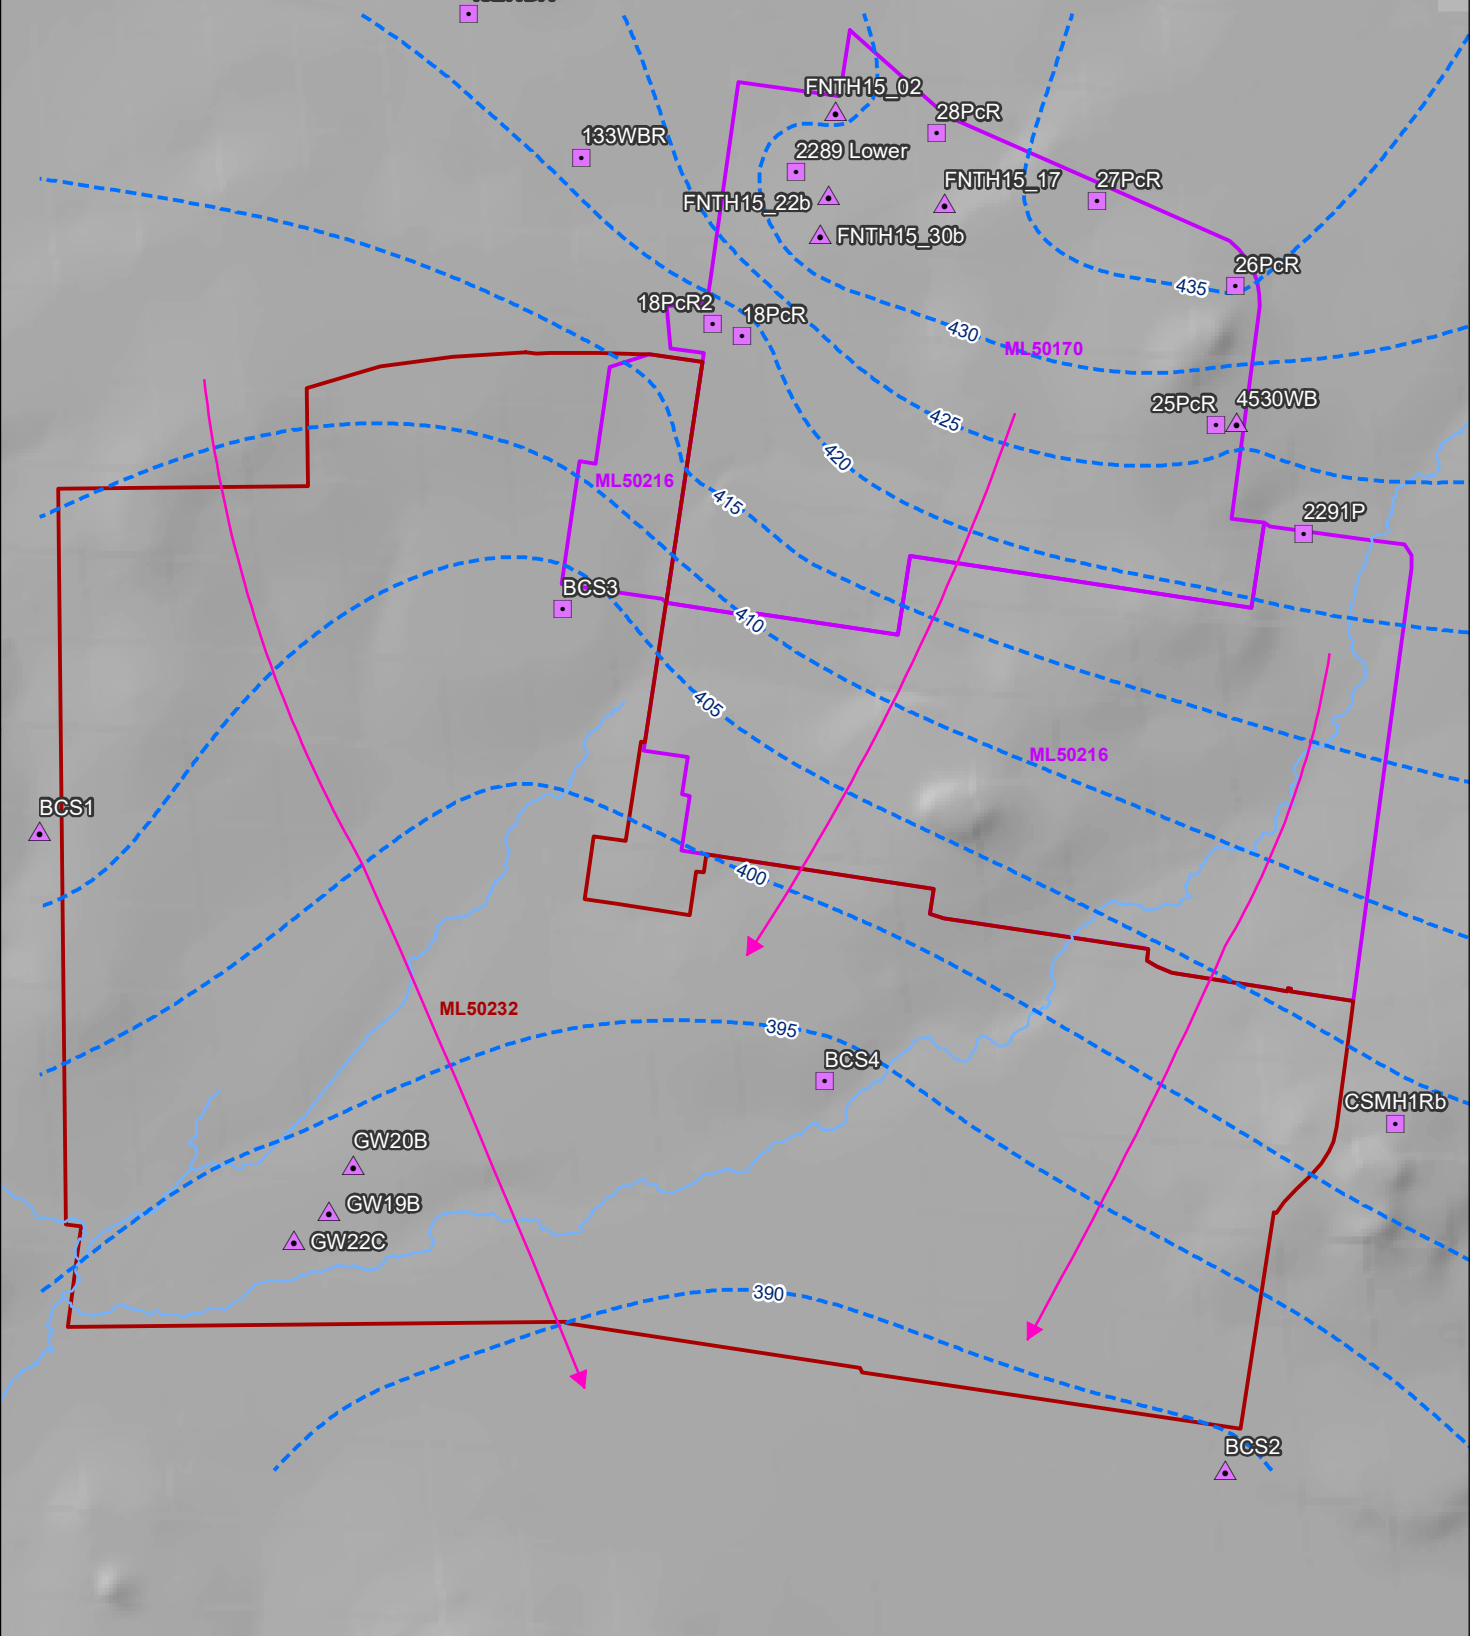 FNTH15_02
28PcR
133WBR
2289 Lower
FNTH15_17
27PcR
FNTH15_22b
FNTH15_30b
26PcR
435
18PcR2
18PcR
430
ML50170
25PcR
4530WB
425
420
ML50216
415
2291P
BCS3
410
405
ML50216
BCS1
400
ML50232
395
BCS4
CSMH1Rb
GW20B
GW19B
GW22C
390
BCS2